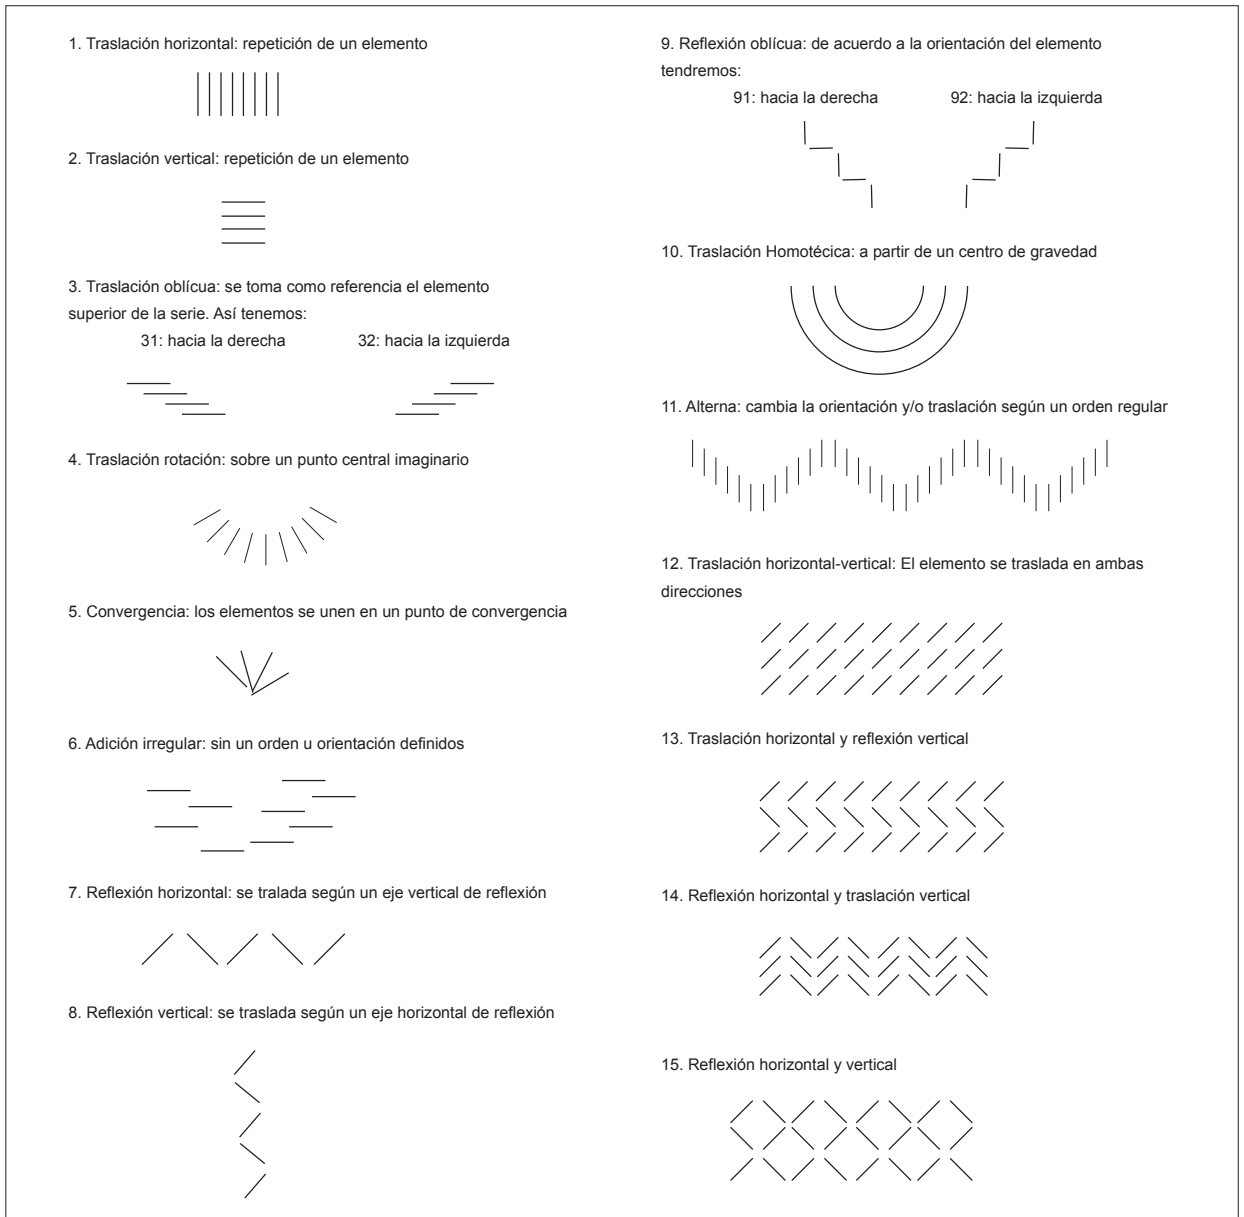 1. Traslación horizontal: repetición de un elemento
2. Traslación vertical: repetición de un elemento
3. Traslación oblícua: se toma como referencia el elemento
superior de la serie. Así tenemos:
31: hacia la derecha 32: hacia la izquierda
4. Traslación rotación: sobre un punto central imaginario
5. Convergencia: los elementos se unen en un punto de convergencia
6. Adición irregular: sin un orden u orientación definidos
7. Reflexión horizontal: se tralada según un eje vertical de reflexión
8. Reflexión vertical: se traslada según un eje horizontal de reflexión
9. Reflexión oblícua: de acuerdo a la orientación del elemento
tendremos:
91: hacia la derecha 92: hacia la izquierda
10. Traslación Homotécica: a partir de un centro de gravedad
11. Alterna: cambia la orientación y/o traslación según un orden regular
12. Traslación horizontal-vertical: El elemento se traslada en ambas
direcciones
13. Traslación horizontal y reflexión vertical
14. Reflexión horizontal y traslación vertical
15. Reflexión horizontal y vertical